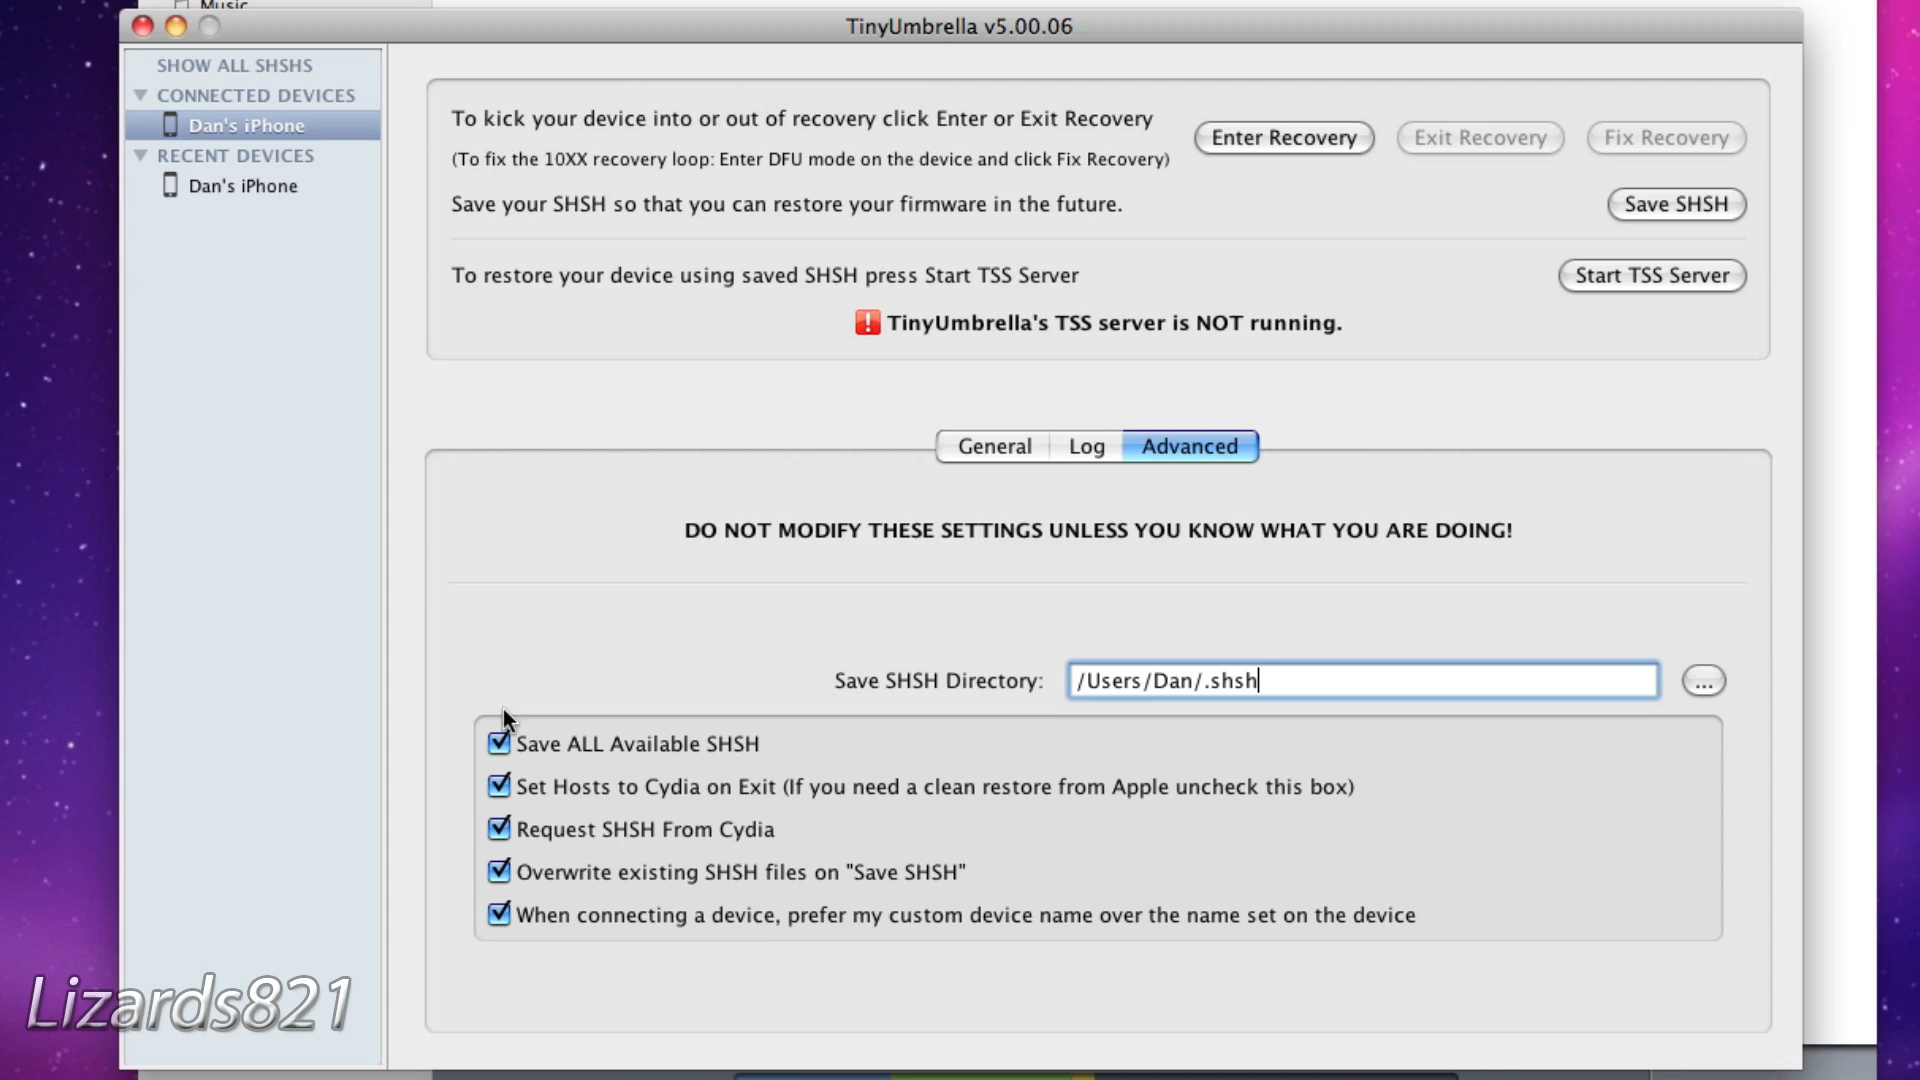 Music
TinyUmbrella v5.00.06
SHOW ALL SHSHS
CONNECTED DEVICES
Dan's iPhone
RECENT DEVICES
Dan's iPhone
To kick your device into or out of recovery click Enter or Exit Recovery
(To fix the 10XX recovery loop: Enter DFU mode on the device and click Fix Recovery)
Enter Recovery
Exit Recovery
Fix Recovery
Save your SHSH so that you can restore your firmware in the future.
Save SHSH
To restore your device using saved SHSH press Start TSS Server
Start TSS Server
TinyUmbrella's TSS server is NOT running.
General
Log
Advanced
DO NOT MODIFY THESE SETTINGS UNLESS YOU KNOW WHAT YOU ARE DOING!
Save SHSH Directory:
/Users/Dan/.shsh
...
Save ALL Available SHSH
Set Hosts to Cydia on Exit (If you need a clean restore from Apple uncheck this box)
Request SHSH From Cydia
Overwrite existing SHSH files on "Save SHSH"
When connecting a device, prefer my custom device name over the name set on the device
Lizards821